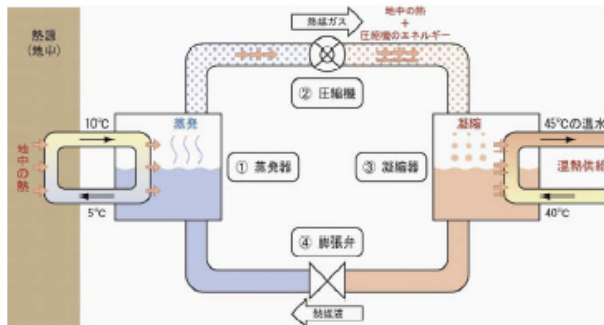 熱源
(地中)
熱媒ガス
地中の熱
+
圧縮機のエネルギー
② 圧縮機
10℃
蒸発
凝縮
45℃の温水
地中の熱
① 蒸発器
③ 凝縮器
温熱供給
5℃
40℃
④ 膨張弁
熱媒液